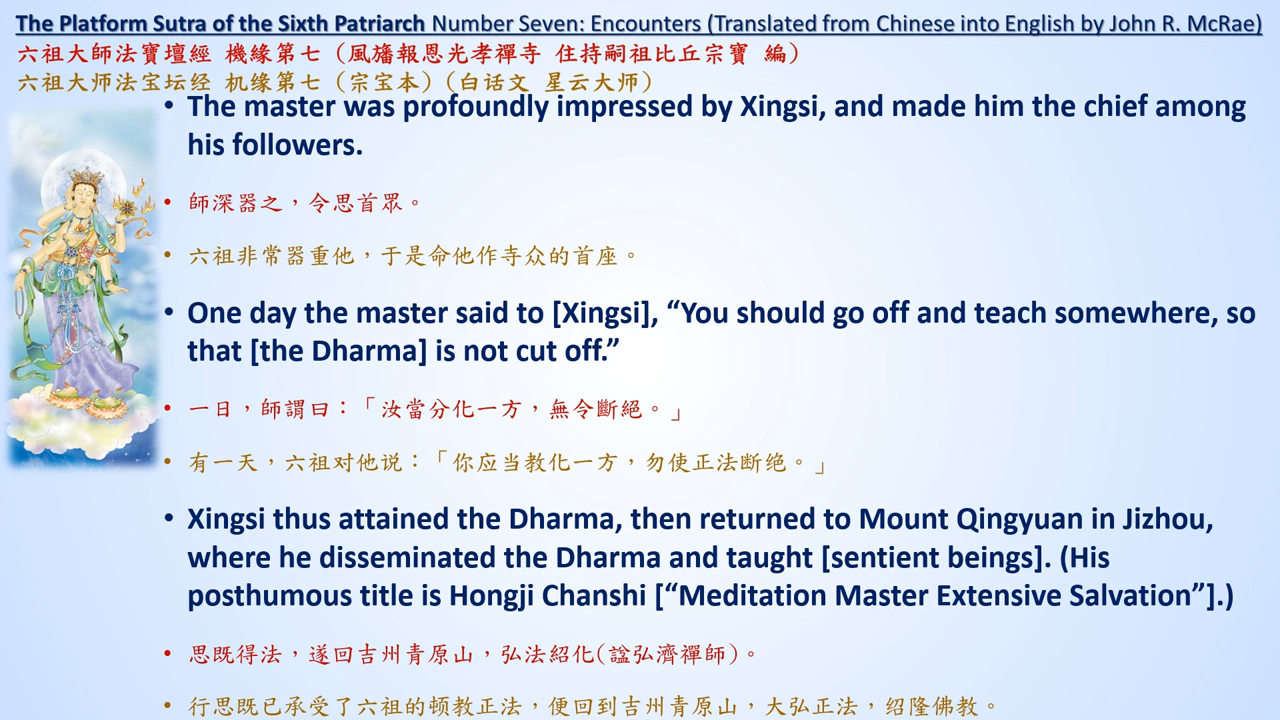 The Platform Sutra of the Sixth Patriarch Number Seven: Encounters (Translated from Chinese into English by John R. McRae)
六祖大師法寶壇經 機緣第七 (風旛報恩光孝禪寺 住持嗣祖比丘宗寶 編)
六祖大师法宝坛经 机缘第七 (宗宝本) (白话文 星云大师)
• The master was profoundly impressed by Xingsi, and made him the chief among
his followers.
• 師深器之，令思首眾。
• 六祖非常器重他，于是命他作寺众的首座。
• One day the master said to [Xingsi], “You should go off and teach somewhere, so
that [the Dharma] is not cut off.”
• 一日，師謂曰：「汝當分化一方，無令斷絕。」
• 有一天，六祖对他说：「你应当教化一方，勿使正法断绝。」
• Xingsi thus attained the Dharma, then returned to Mount Qingyuan in Jizhou,
where he disseminated the Dharma and taught [sentient beings]. (His
posthumous title is Hongji Chanshi [“Meditation Master Extensive Salvation”].)
• 思既得法，遂回吉州青原山，弘法紹化(諡弘濟禪師)。
• 行思既已承受了六祖的顿教正法，便回到吉州青原山，大弘正法，绍隆佛教。